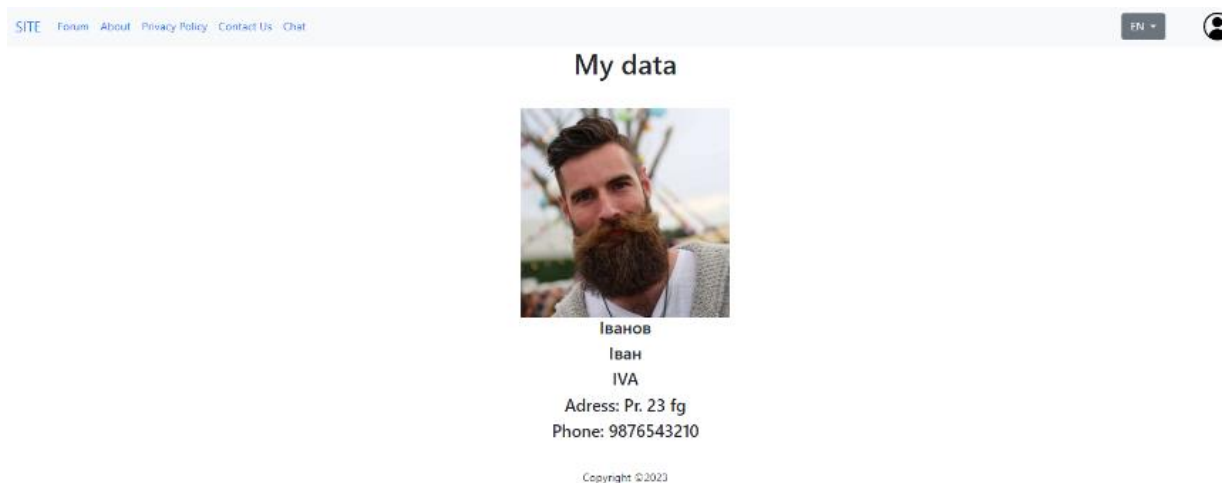 SITE Forum About Privacy Policy Contact Us Chat EN
My data
Іванов
Іван
IVA
Adress: Pr. 23 fg
Phone: 9876543210
Copyright ©2023